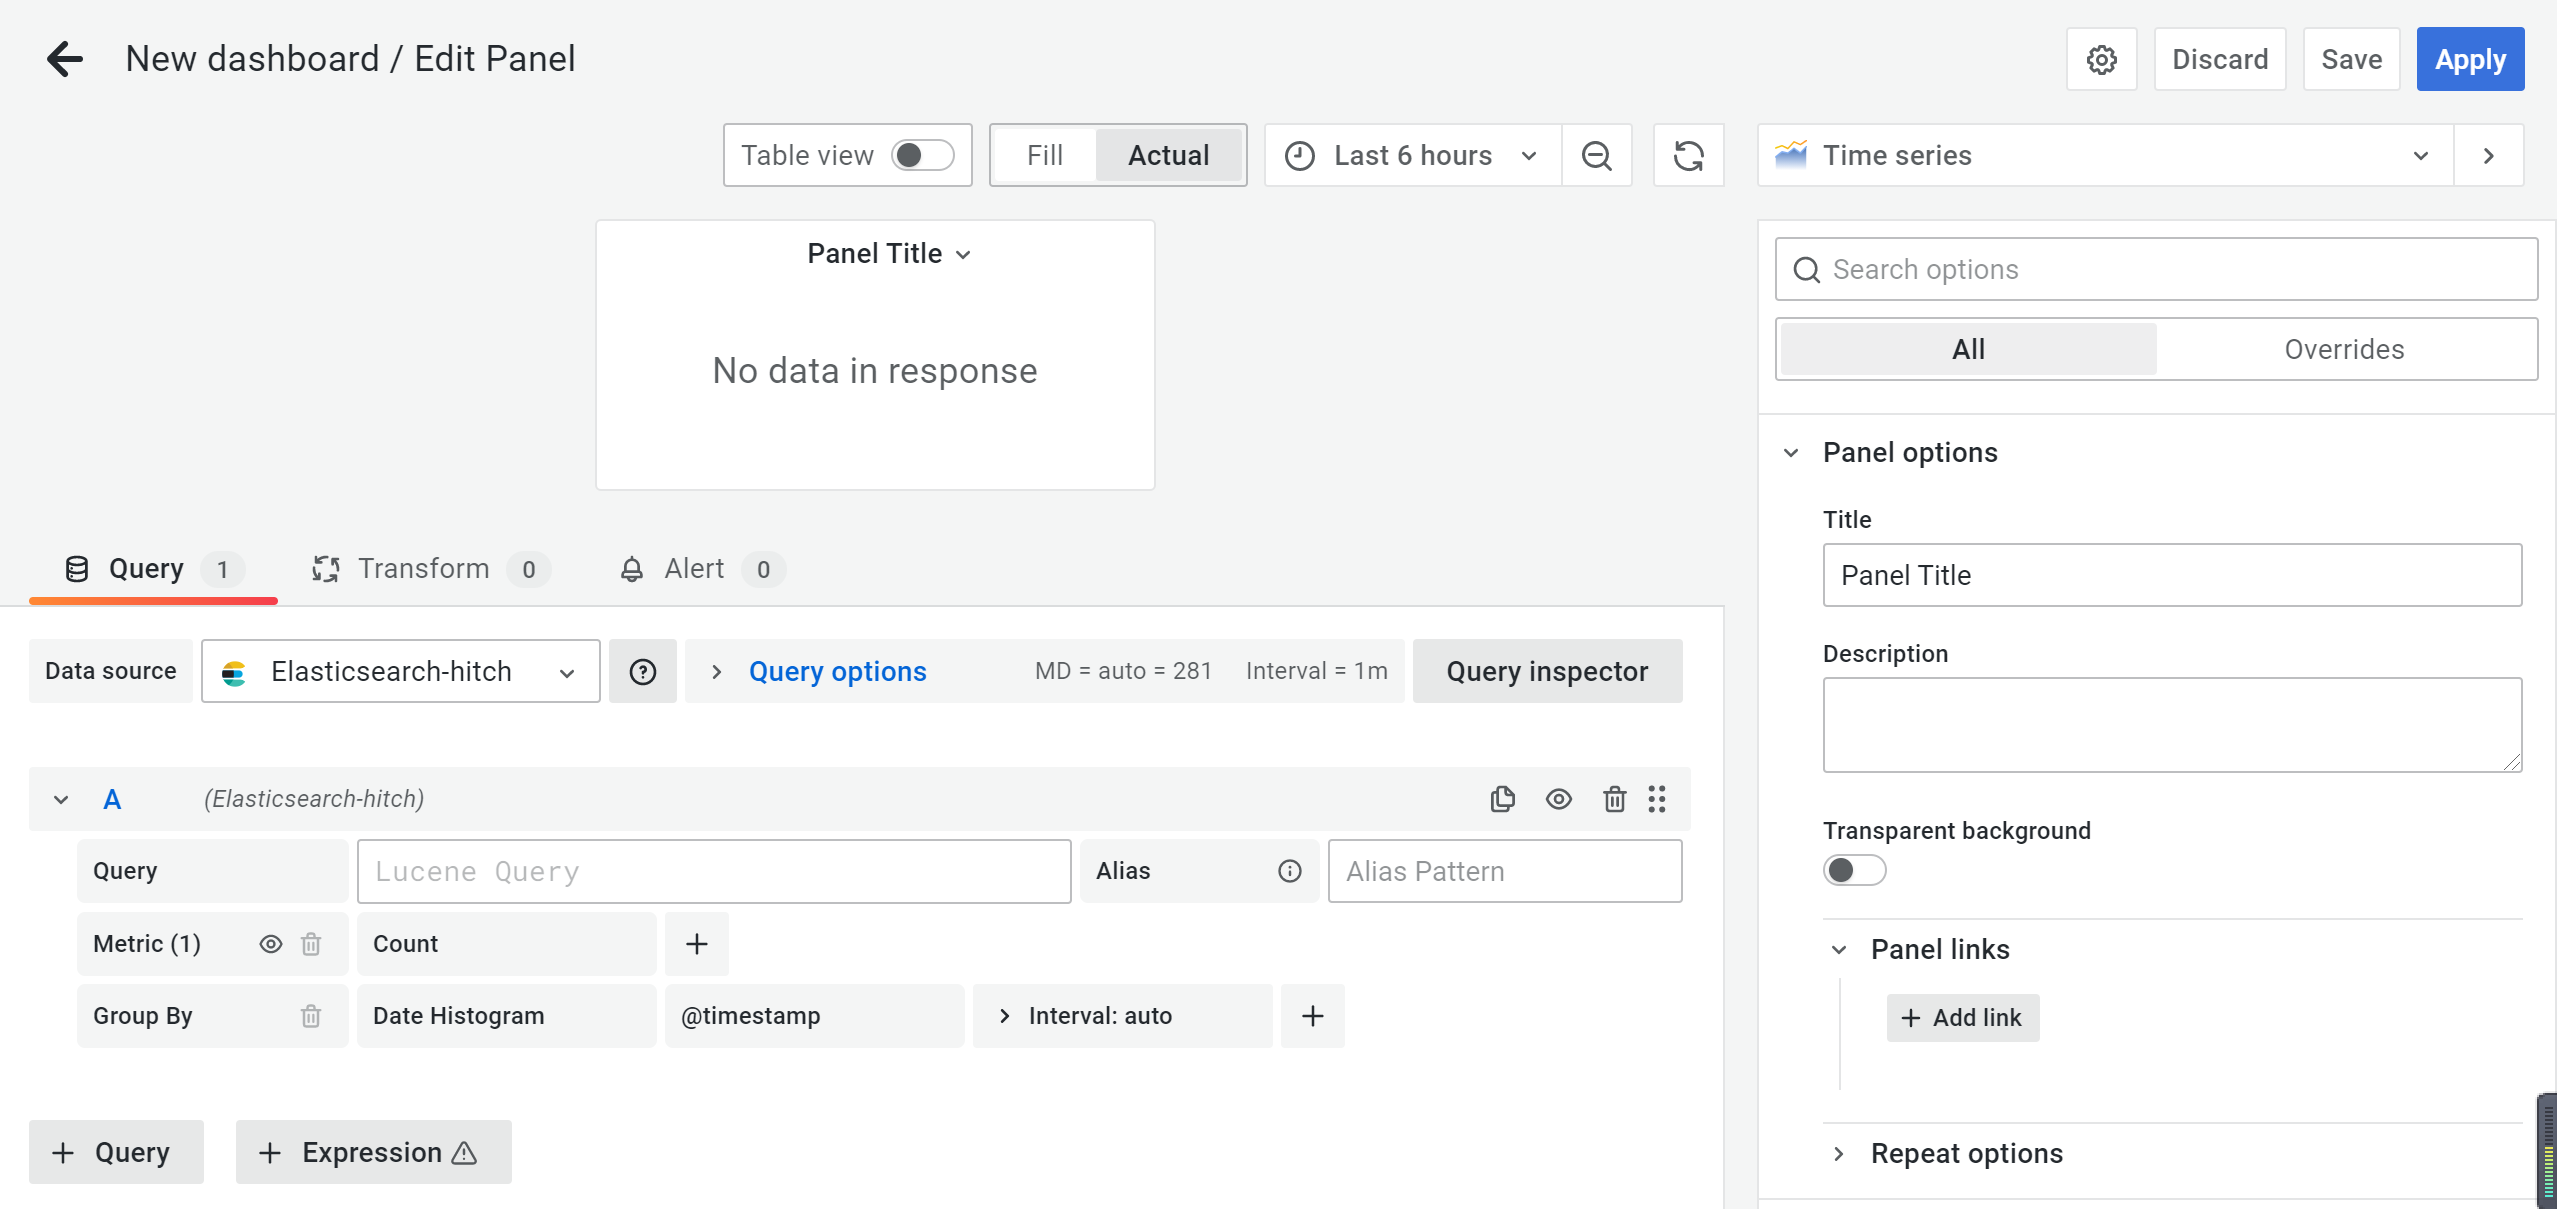 New dashboard / Edit Panel
Discard
Save
Apply
Table view
Fill
Actual
Last 6 hours
Time series
Panel Title
No data in response
Search options
All
Overrides
Panel options
Title
Panel Title
Description
Transparent background
Panel links
+ Add link
Repeat options
Query 1
Transform 0
Alert 0
Data source
Elasticsearch-hitch
Query options
MD = auto = 281
Interval = 1m
Query inspector
A
(Elasticsearch-hitch)
Query
Lucene Query
Alias
Alias Pattern
Metric (1)
Count
+
Group By
Date Histogram
@timestamp
Interval: auto
+
+ Query
+ Expression